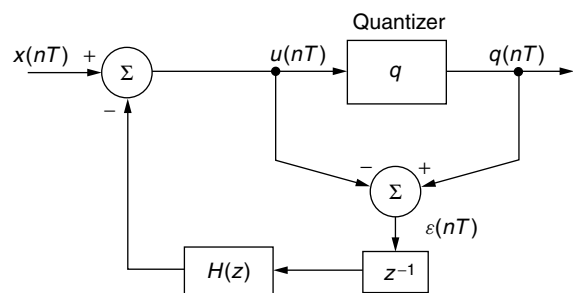 Quantizer
x(nT) + Σ u(nT) q q(nT)
−
− Σ +
ε(nT)
H(z) z⁻¹